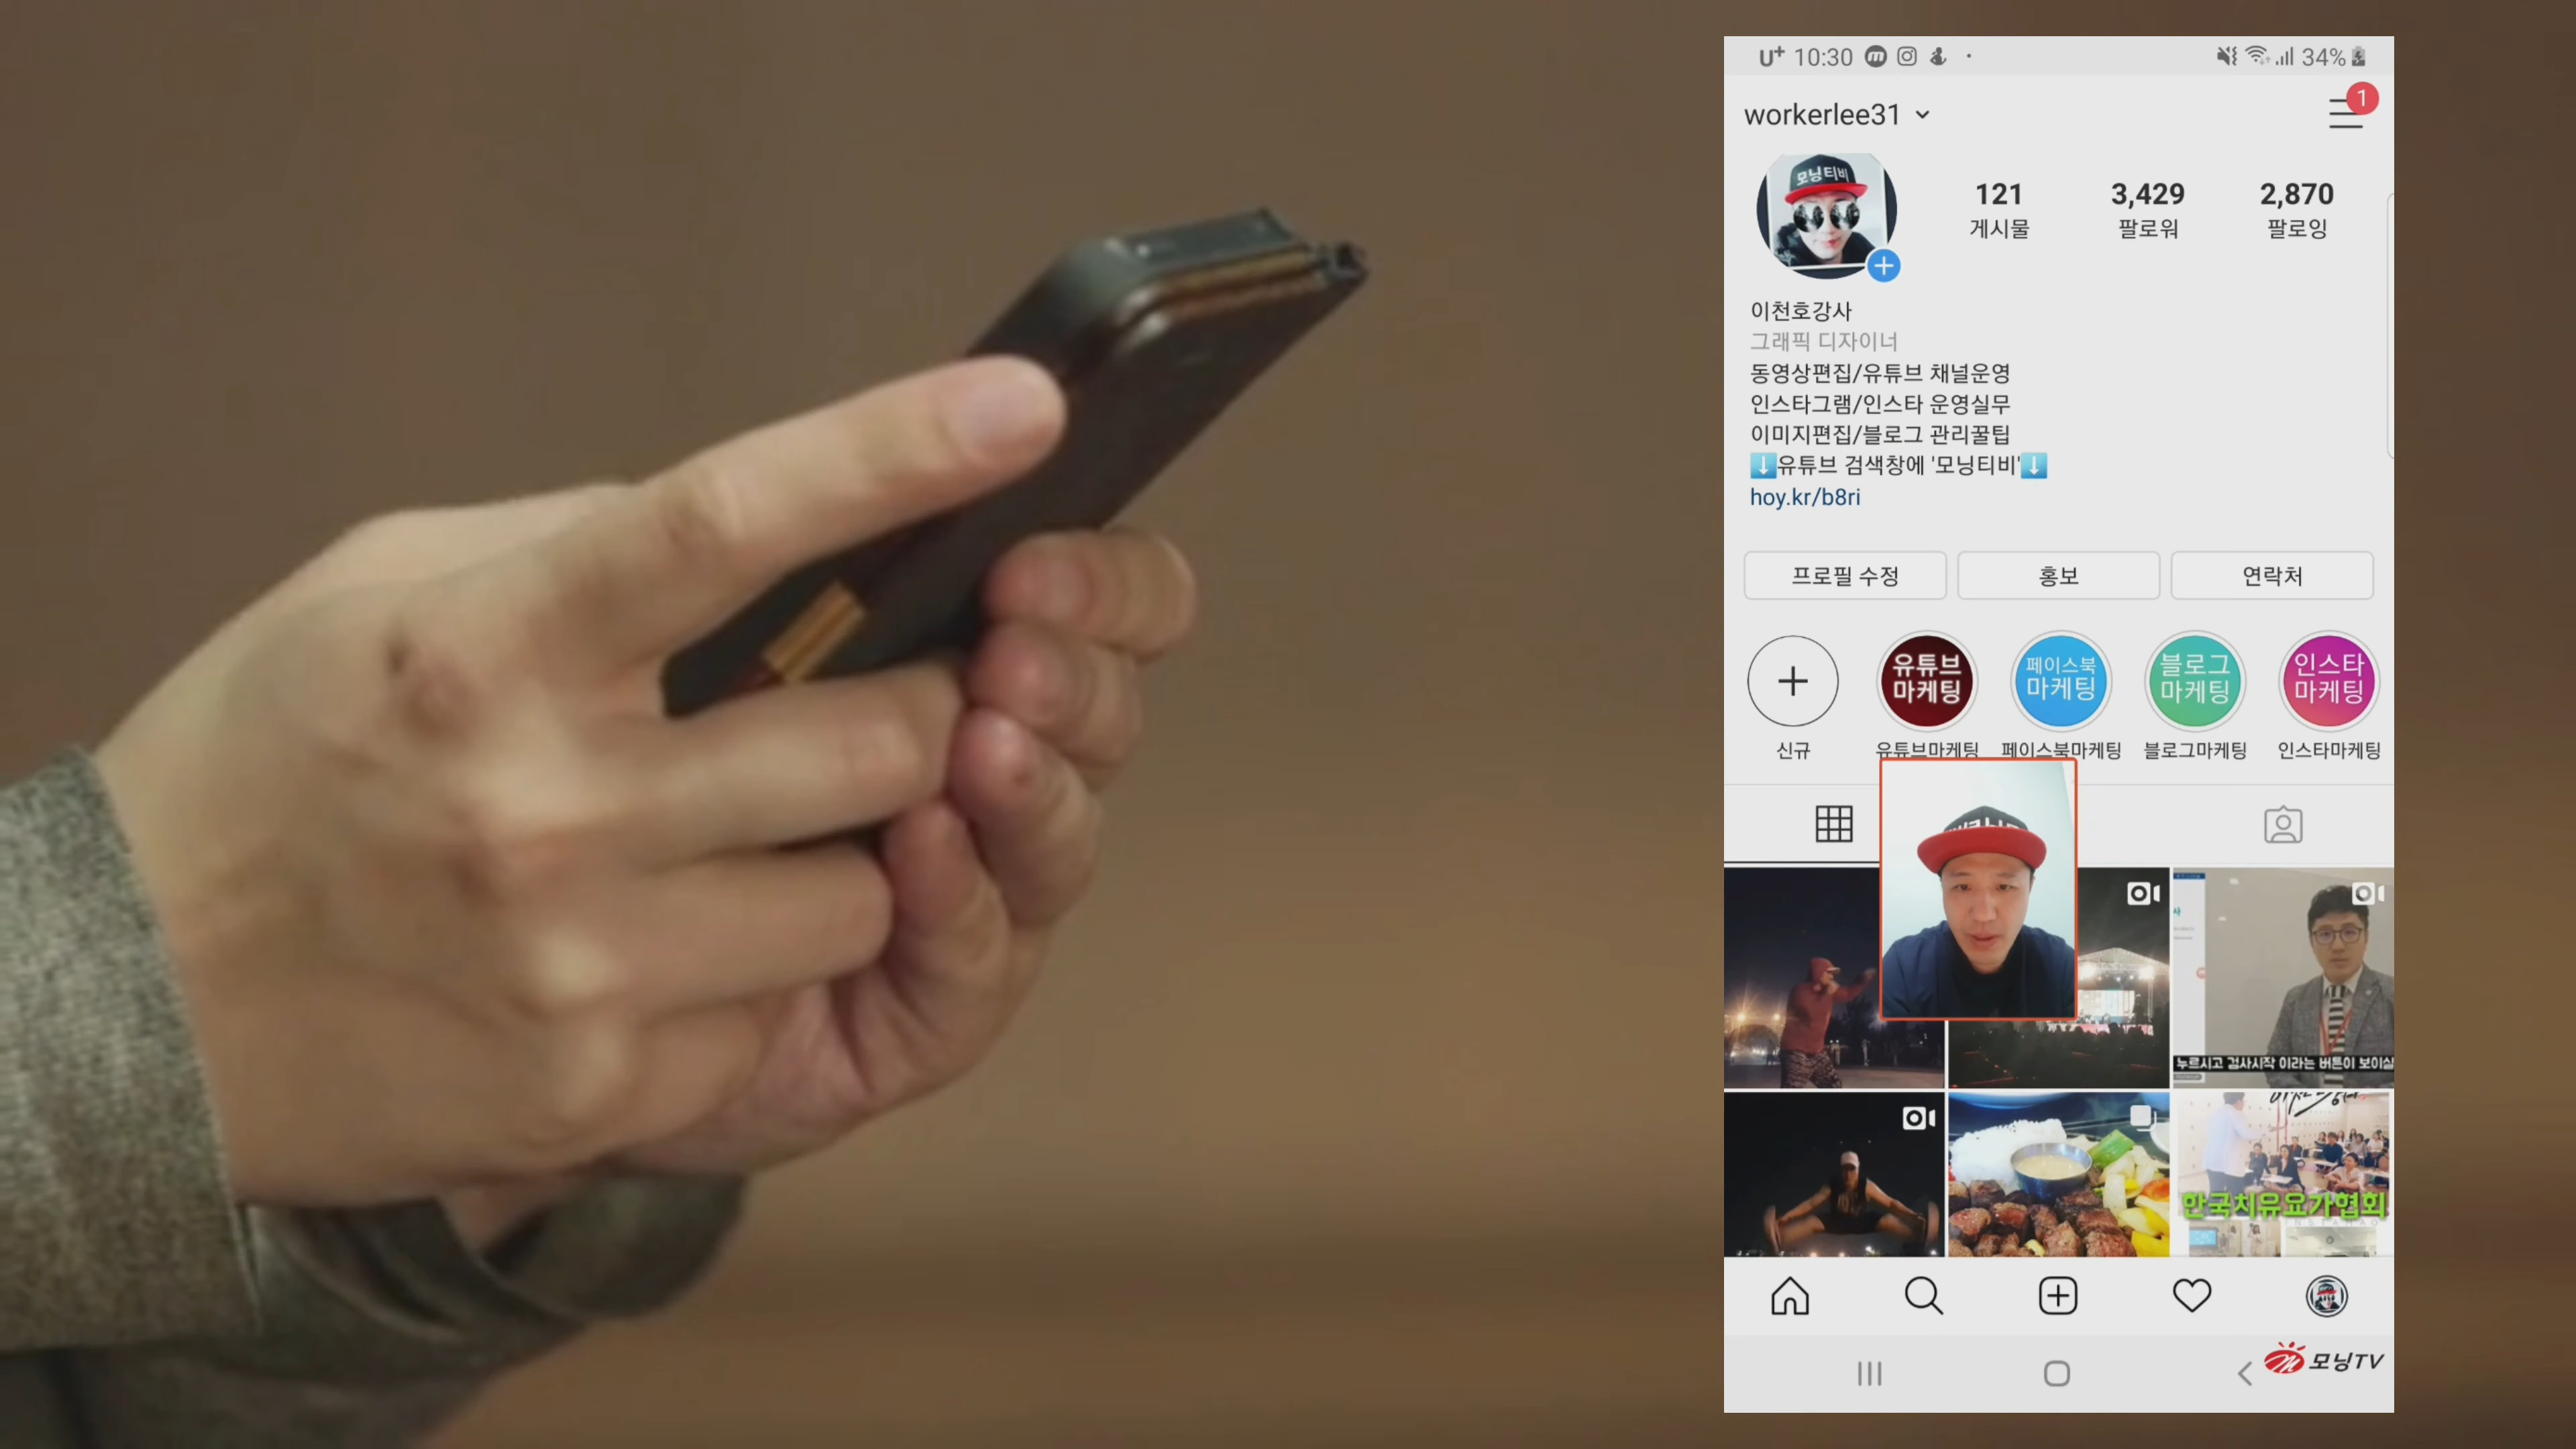 U+ 10:30
34%
workerlee31
1
모닝티비
121
3,429
2,870
게시물
팔로워
팔로잉
이천호강사
그래픽 디자이너
동영상편집/유튜브 채널운영
인스타그램/인스타 운영실무
이미지편집/블로그 관리꿀팁
⬇️유튜브 검색창에 '모닝티비'⬇️
hoy.kr/b8ri
프로필 수정
홍보
연락처
유튜브
마케팅
페이스북
마케팅
블로그
마케팅
인스타
마케팅
신규
유튜브마케팅
페이스북마케팅
블로그마케팅
인스타마케팅
누르시고 검사시작 이라는 버튼이 보이실
한국치유요가협회
모닝TV